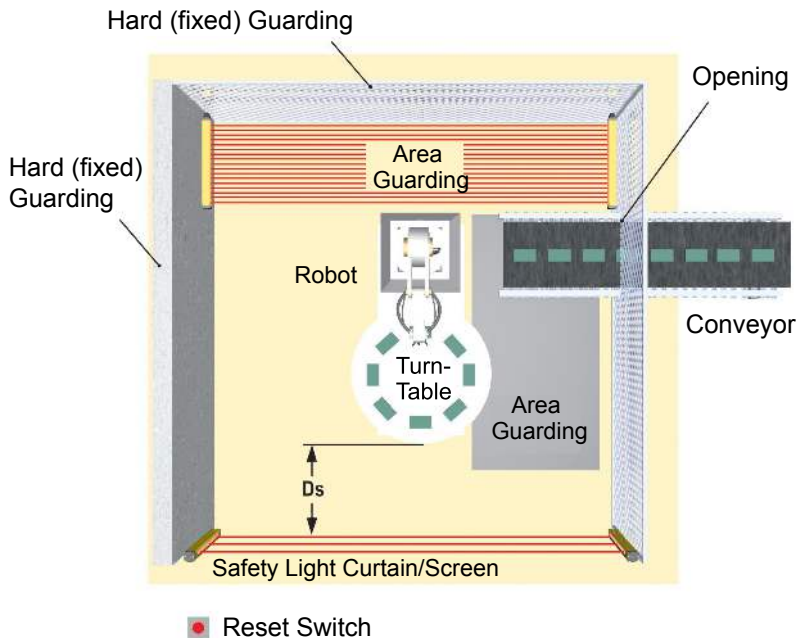 Hard (fixed) Guarding
Opening
Hard (fixed)
Guarding
Area
Guarding
Robot
Conveyor
Turn-
Table
Area
Guarding
Ds
Safety Light Curtain/Screen
Reset Switch